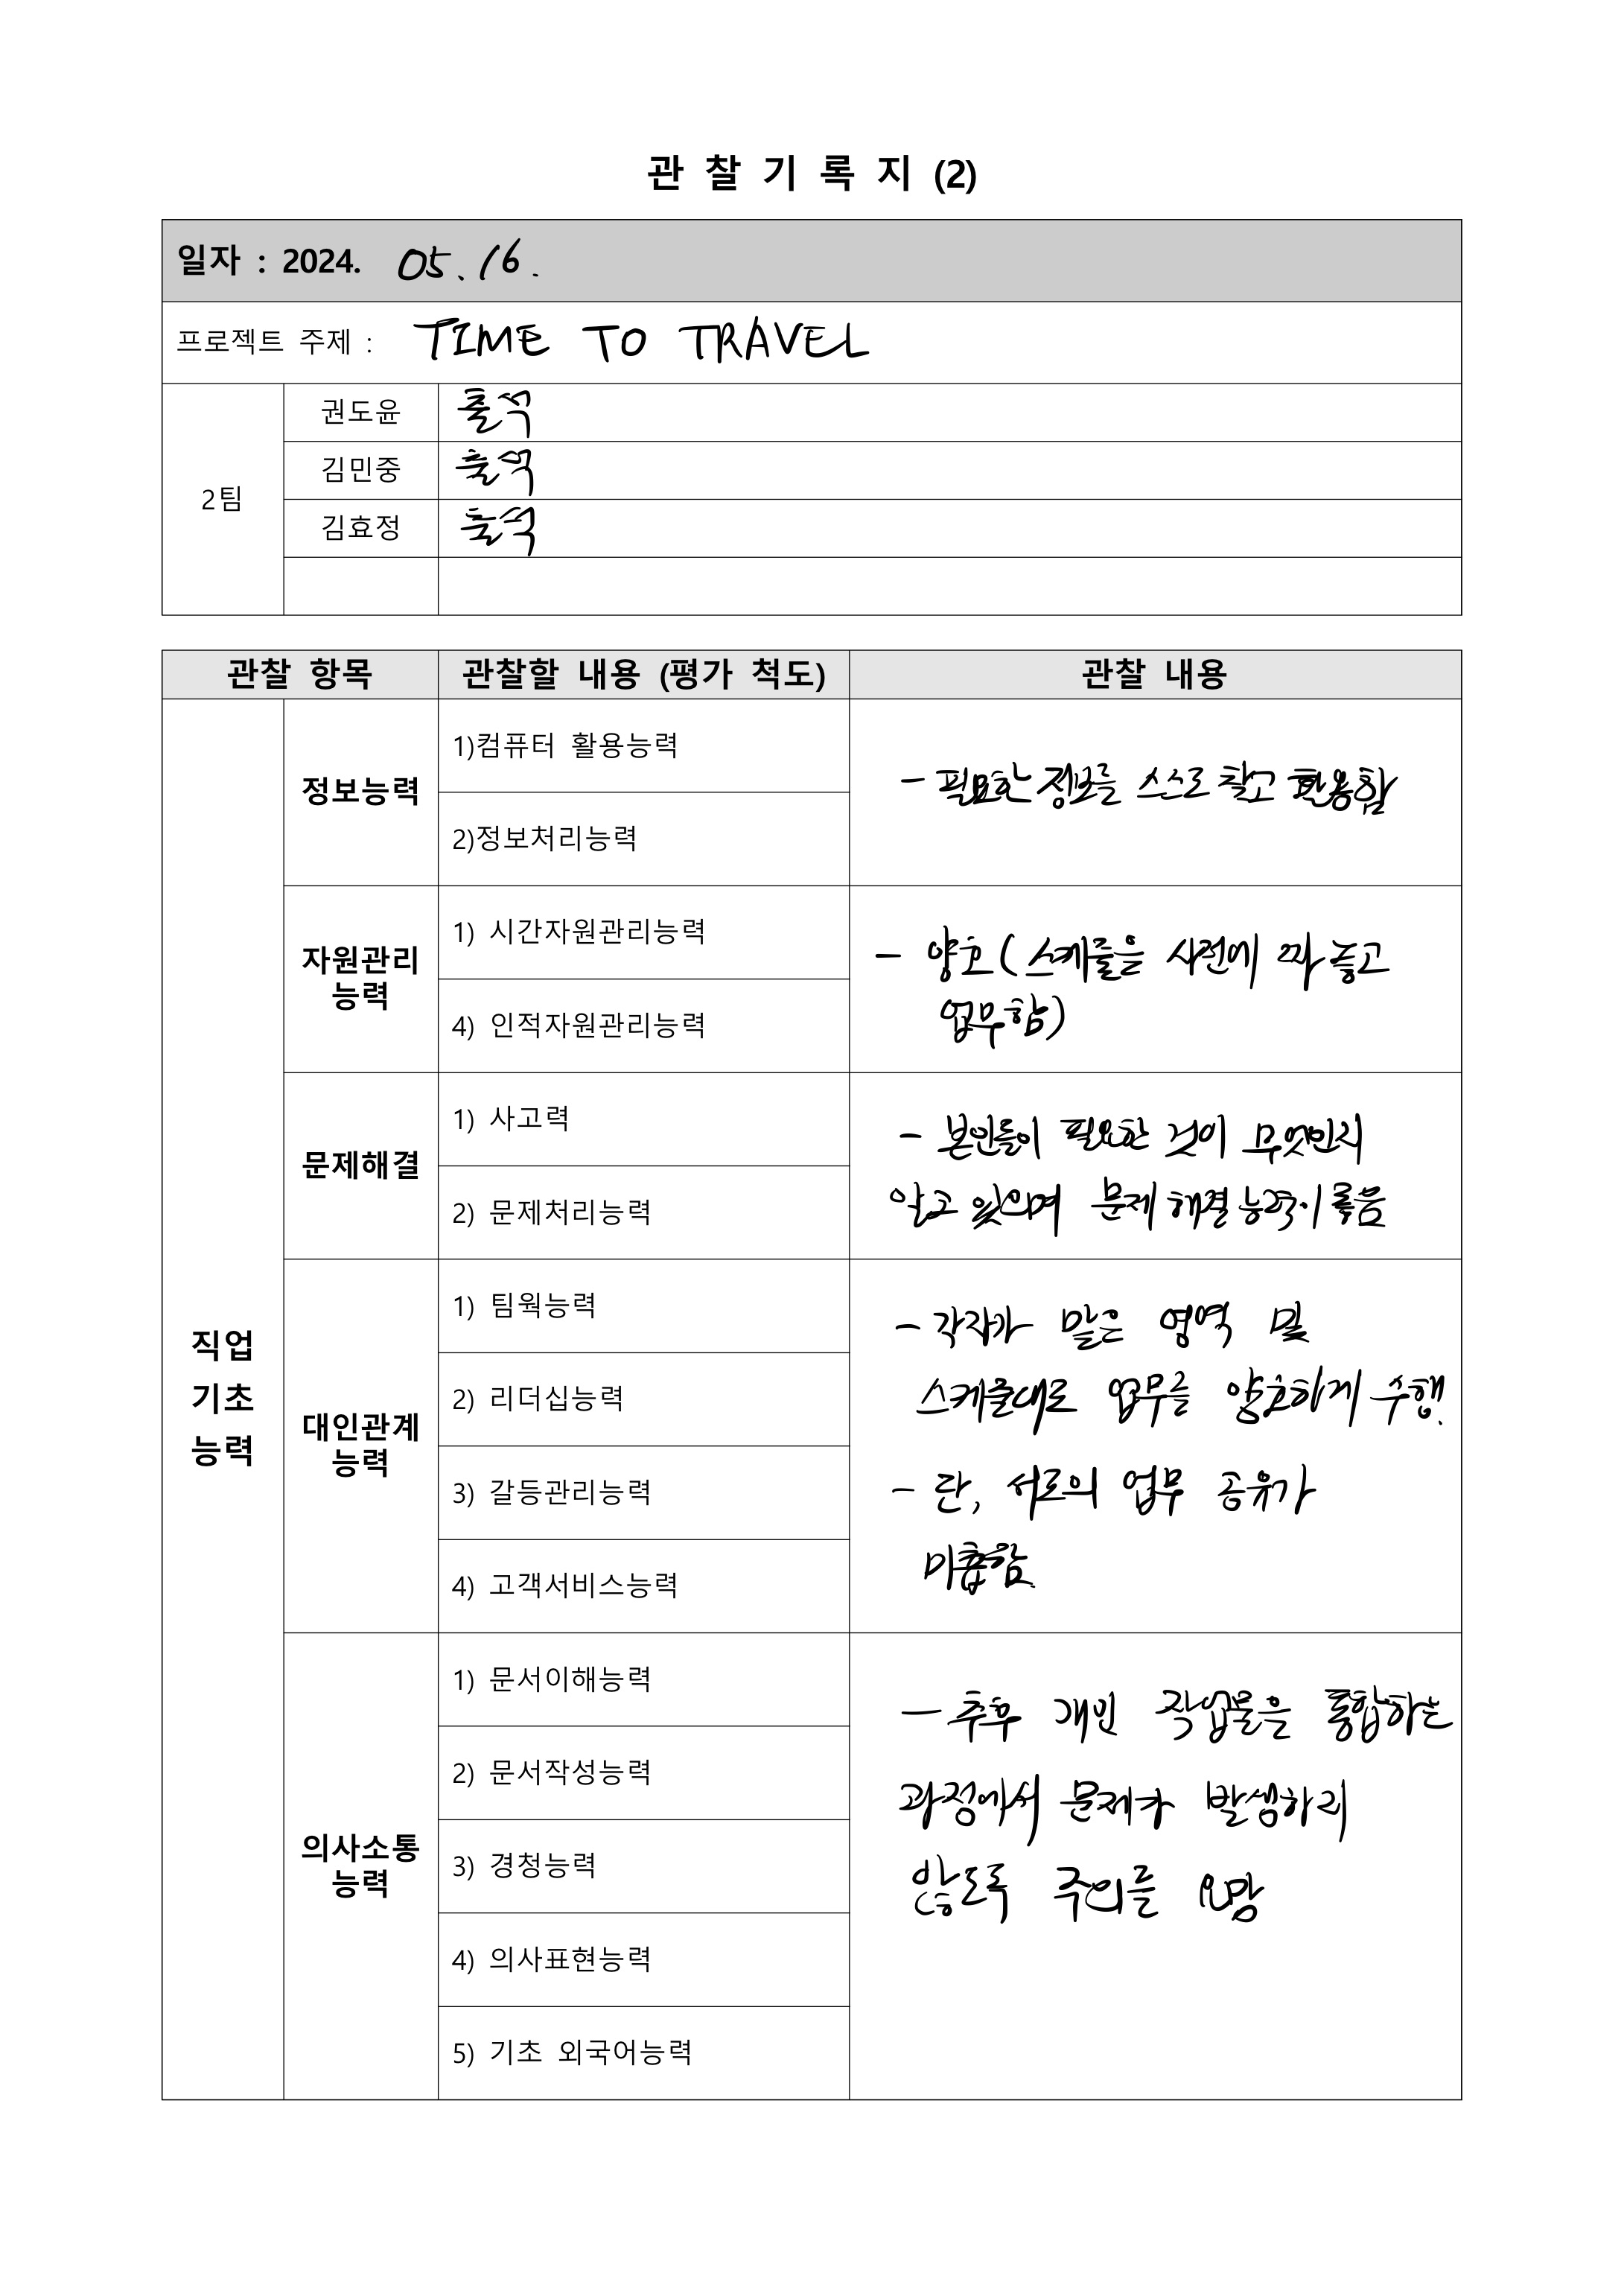 관 찰 기 록 지 (2)
일자 : 2024. 05.16.
프로젝트 주제 : TIME TO TRAVEL
2팀
권도윤 출석
김민중 출석
김효정 출석
관찰 항목 관찰할 내용 (평가 척도) 관찰 내용
직업
기초
능력
정보능력
1)컴퓨터 활용능력
2)정보처리능력
- 필요한 정보를 스스로 찾고 활용함
자원관리
능력
1) 시간자원관리능력
4) 인적자원관리능력
- 양호 (스케줄을 사전에 짜 놓고
업무함)
문제해결
1) 사고력
2) 문제처리능력
- 본인들이 필요한 것이 무엇인지
알고 있으며 문제 해결 능력이 좋음
대인관계
능력
1) 팀웍능력
2) 리더십능력
3) 갈등관리능력
4) 고객서비스능력
- 각자가 맡은 영역 및
스케줄대로 업무를 양호하게 수행.
- 단, 서로의 업무 공유가
미흡함
의사소통
능력
1) 문서이해능력
2) 문서작성능력
3) 경청능력
4) 의사표현능력
5) 기초 외국어능력
- 추후 개인 작업물을 통합하는
과정에서 문제가 발생하지
않도록 주의를 요망